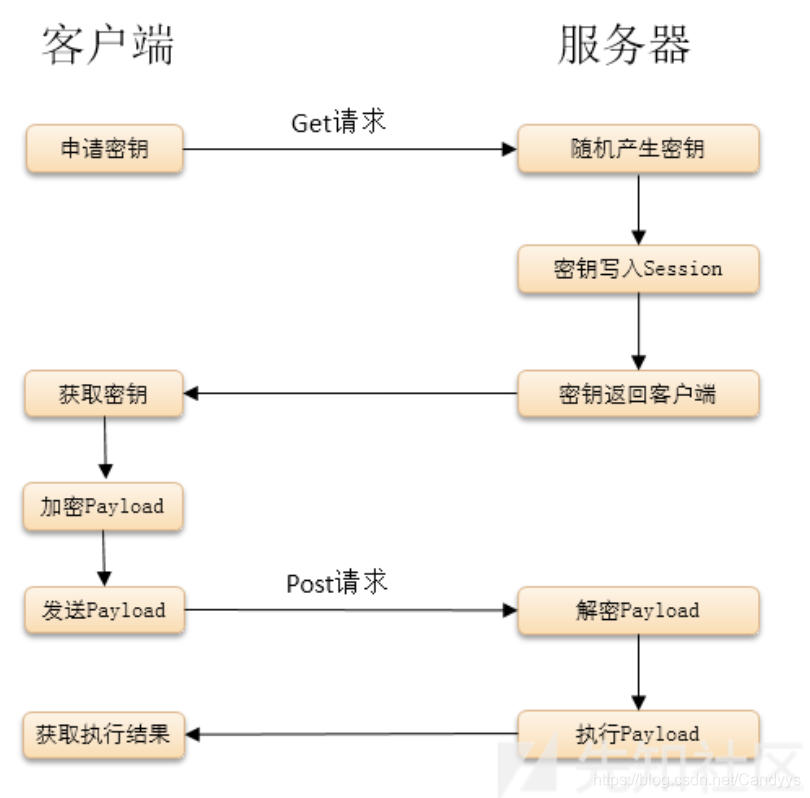 客户端 服务器
Get请求
申请密钥 随机产生密钥
密钥写入Session
获取密钥 密钥返回客户端
加密Payload
Post请求
发送Payload 解密Payload
获取执行结果 执行Payload
先知社区
https://blog.csdn.net/Candyys